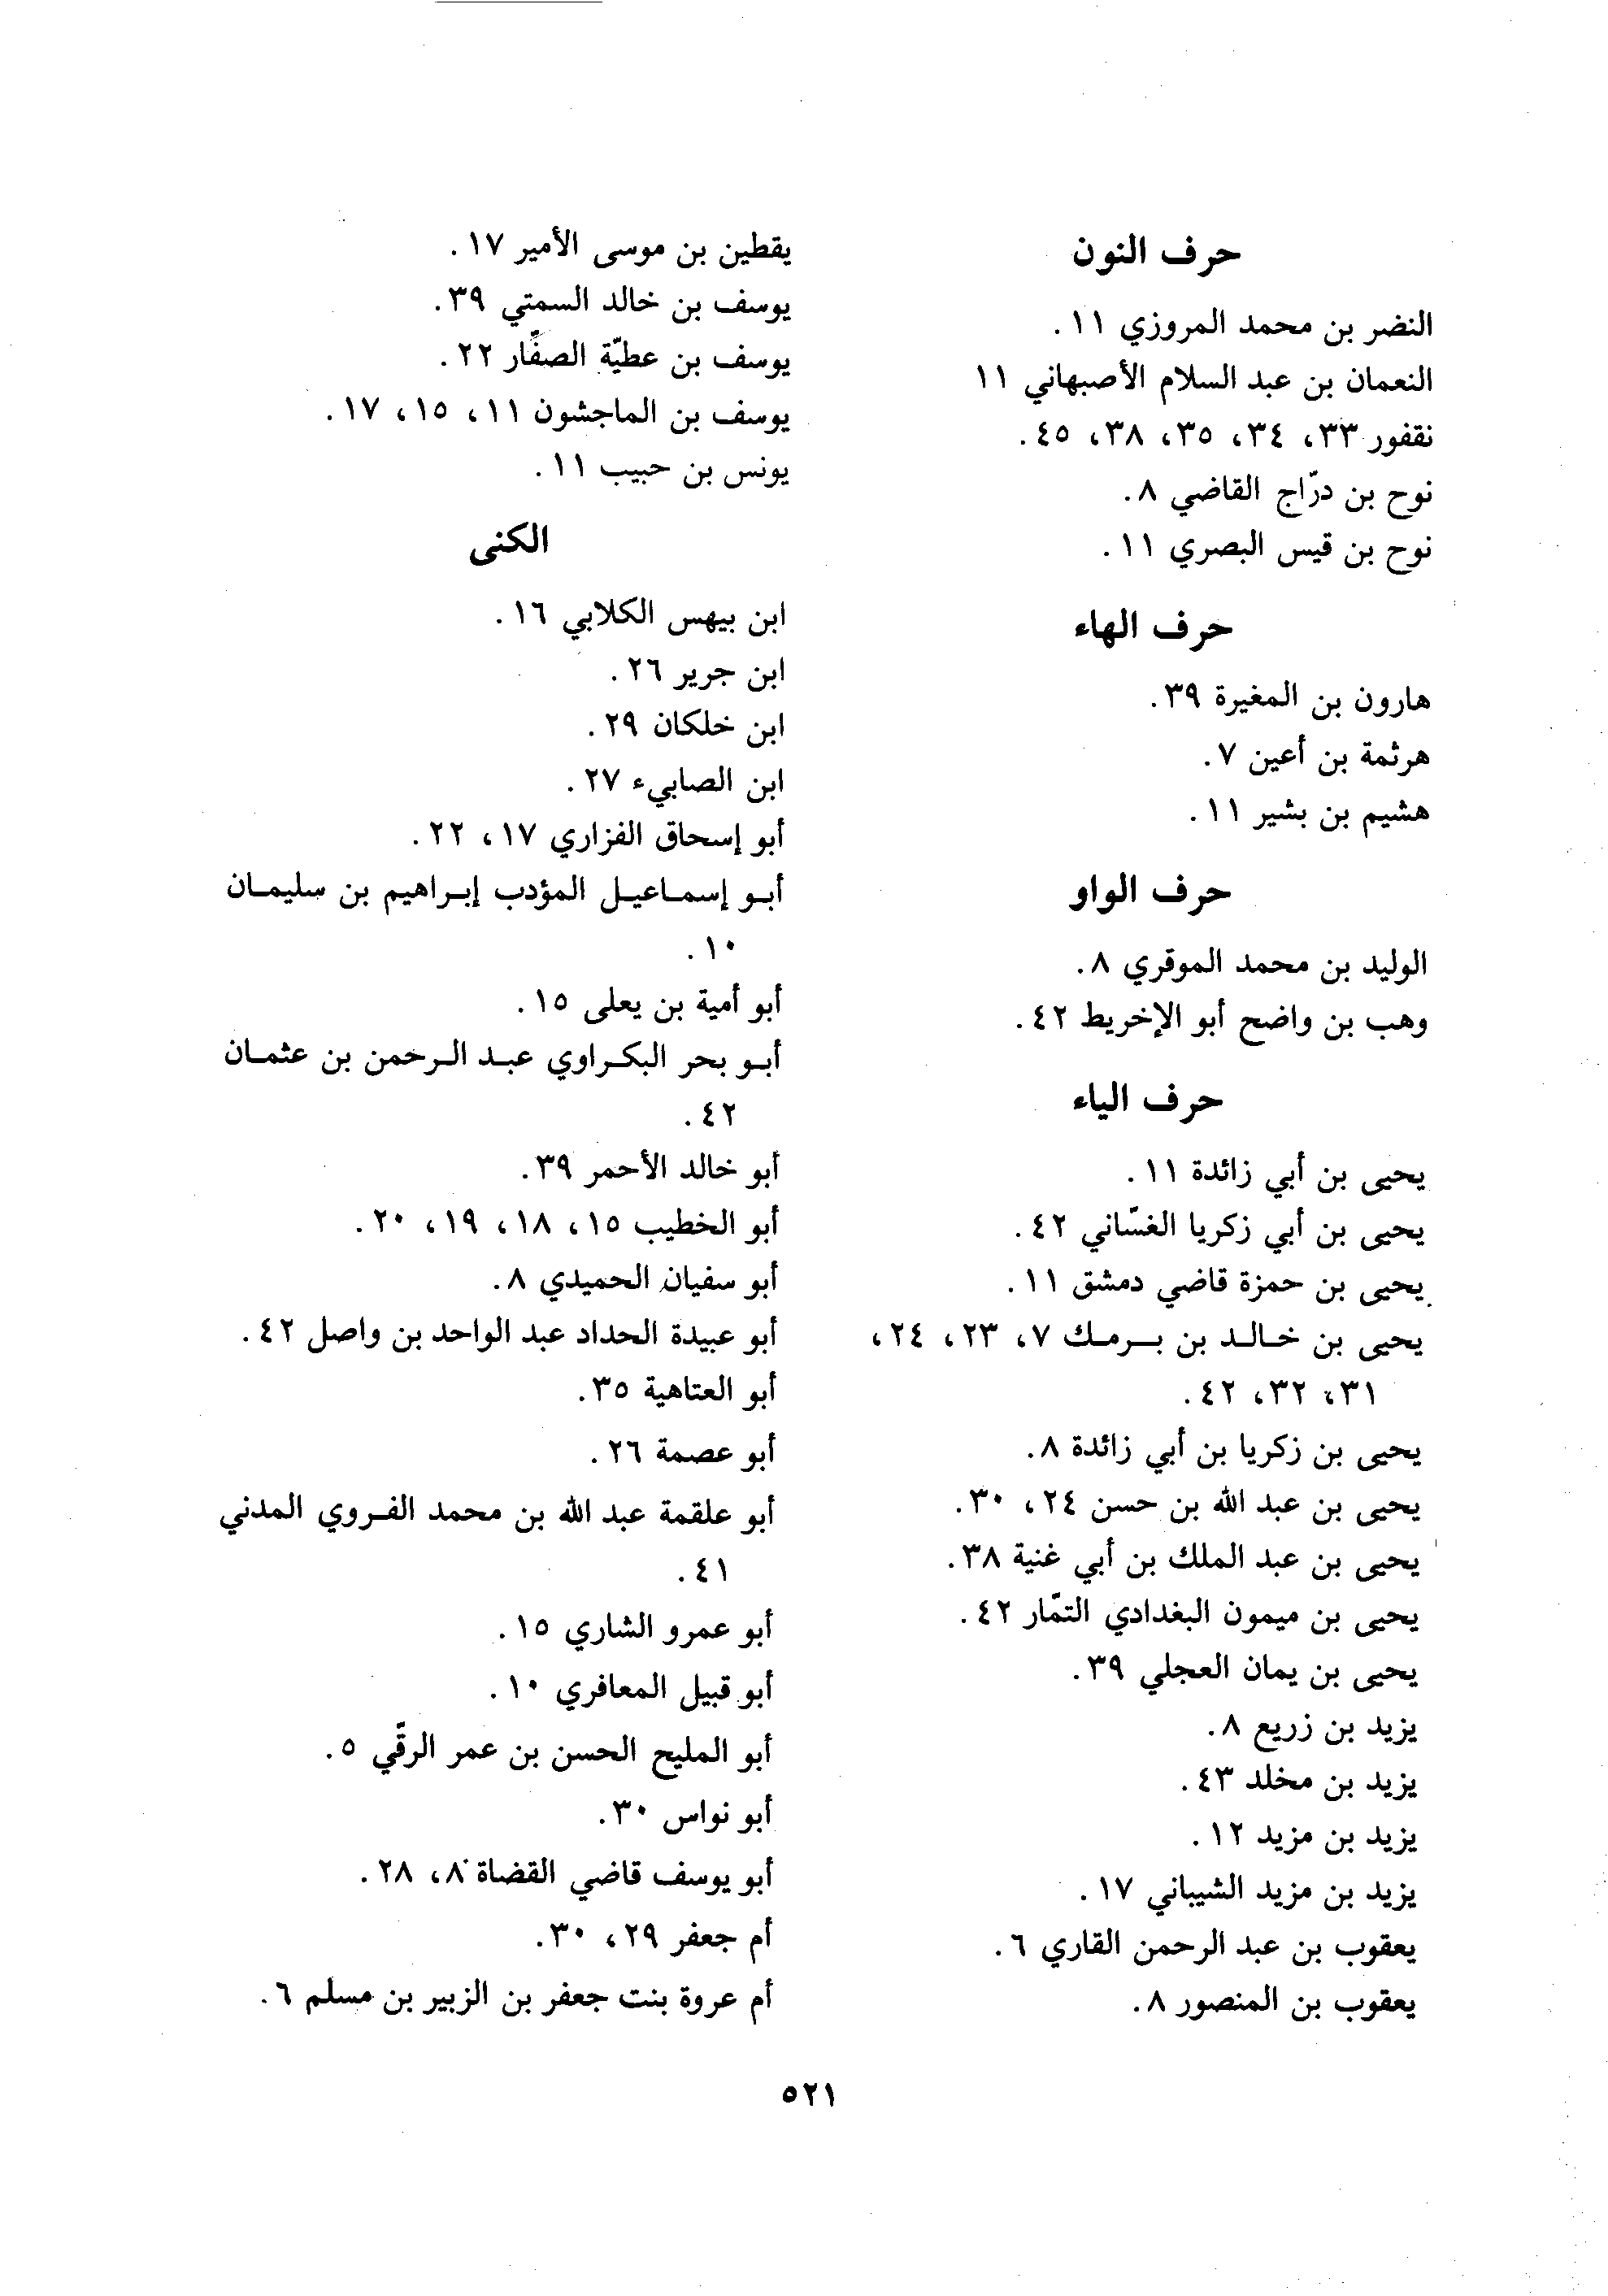 حرف النون
النضر بن محمد المروزي ١١.
النعمان بن عبد السلام الأصبهاني ١١
نقفور ٣٣، ٣٤، ٣٥، ٣٨، ٤٥.
نوح بن درّاج القاضي ٨.
نوح بن قيس البصري ١١.
حرف الهاء
هارون بن المغيرة ٣٩.
هرثمة بن أعين ٧.
هشيم بن بشير ١١.
حرف الواو
الوليد بن محمد الموقري ٨.
وهب بن واضح أبو الإخريط ٤٢.
حرف الياء
يحيى بن أبي زائدة ١١.
يحيى بن أبي زكريا الغسّاني ٤٢.
يحيى بن حمزة قاضي دمشق ١١.
يحيى بن خالد بن برمك ٧، ٢٣، ٢٤،
٣١، ٣٢، ٤٢.
يحيى بن زكريا بن أبي زائدة ٨.
يحيى بن عبد الله بن حسن ٢٤، ٣٠.
يحيى بن عبد الملك بن أبي غنية ٣٨.
يحيى بن ميمون البغدادي التمّار ٤٢.
يحيى بن يمان العجلي ٣٩.
يزيد بن زريع ٨.
يزيد بن مخلد ٤٣.
يزيد بن مزيد ١٢.
يزيد بن مزيد الشيباني ١٧.
يعقوب بن عبد الرحمن القاري ٦.
يعقوب بن المنصور ٨.
يقطين بن موسى الأمير ١٧.
يوسف بن خالد السمتي ٣٩.
يوسف بن عطيّة الصفّار ٢٢.
يوسف بن الماجشون ١١، ١٥، ١٧.
يونس بن حبيب ١١.
الكنى
ابن بيهس الكلابي ١٦.
ابن جرير ٢٦.
ابن خلكان ٢٩.
ابن الصابيء ٢٧.
أبو إسحاق الفزاري ١٧، ٢٢.
أبو إسماعيل المؤدب إبراهيم بن سليمان
١٠.
أبو أمية بن يعلى ١٥.
أبو بحر البكراوي عبد الرحمن بن عثمان
٤٢.
أبو خالد الأحمر ٣٩.
أبو الخطيب ١٥، ١٨، ١٩، ٢٠.
أبو سفيان الحميدي ٨.
أبو عبيدة الحداد عبد الواحد بن واصل ٤٢.
أبو العتاهية ٣٥.
أبو عصمة ٢٦.
أبو علقمة عبد الله بن محمد الفروي المدني
٤١.
أبو عمرو الشاري ١٥.
أبو قبيل المعافري ١٠.
أبو المليح الحسن بن عمر الرقّي ٥.
أبو نواس ٣٠.
أبو يوسف قاضي القضاة ٨، ٢٨.
أم جعفر ٢٩، ٣٠.
أم عروة بنت جعفر بن الزبير بن مسلم ٦.
٥٢١